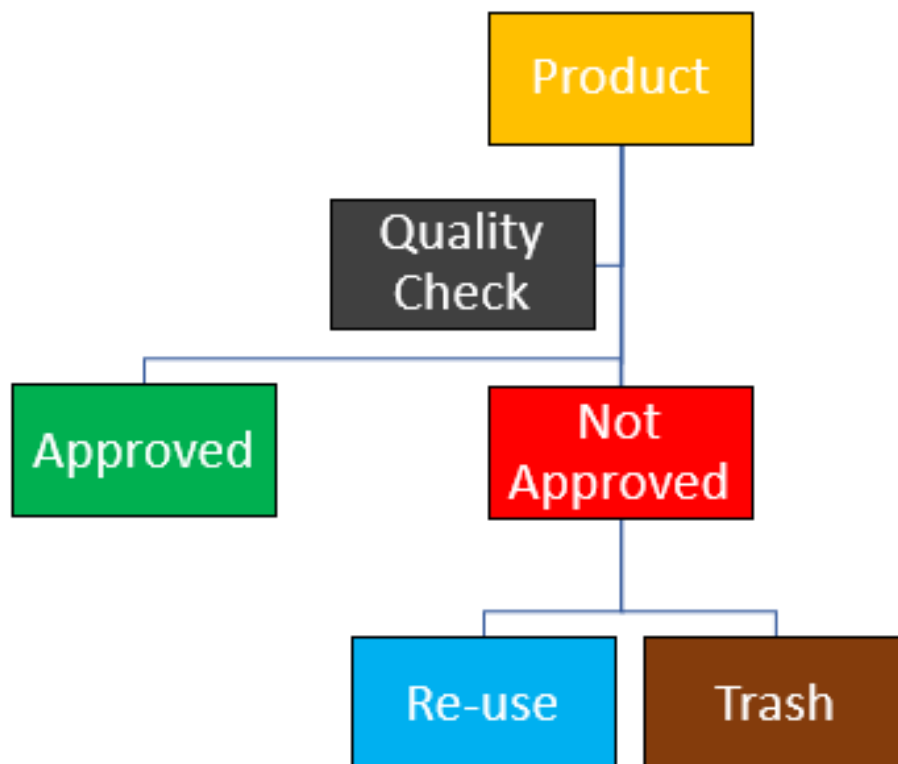 Product
Quality
Check
Approved
Not
Approved
Re-use
Trash